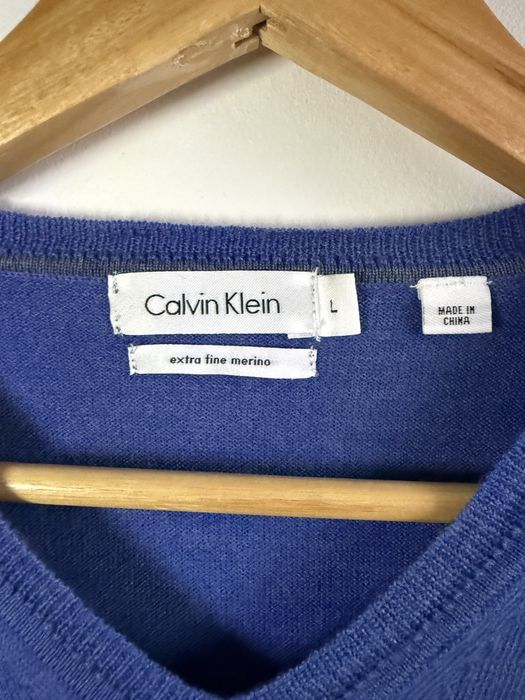 Calvin Klein
L
MADE IN
CHINA
extra fine merino